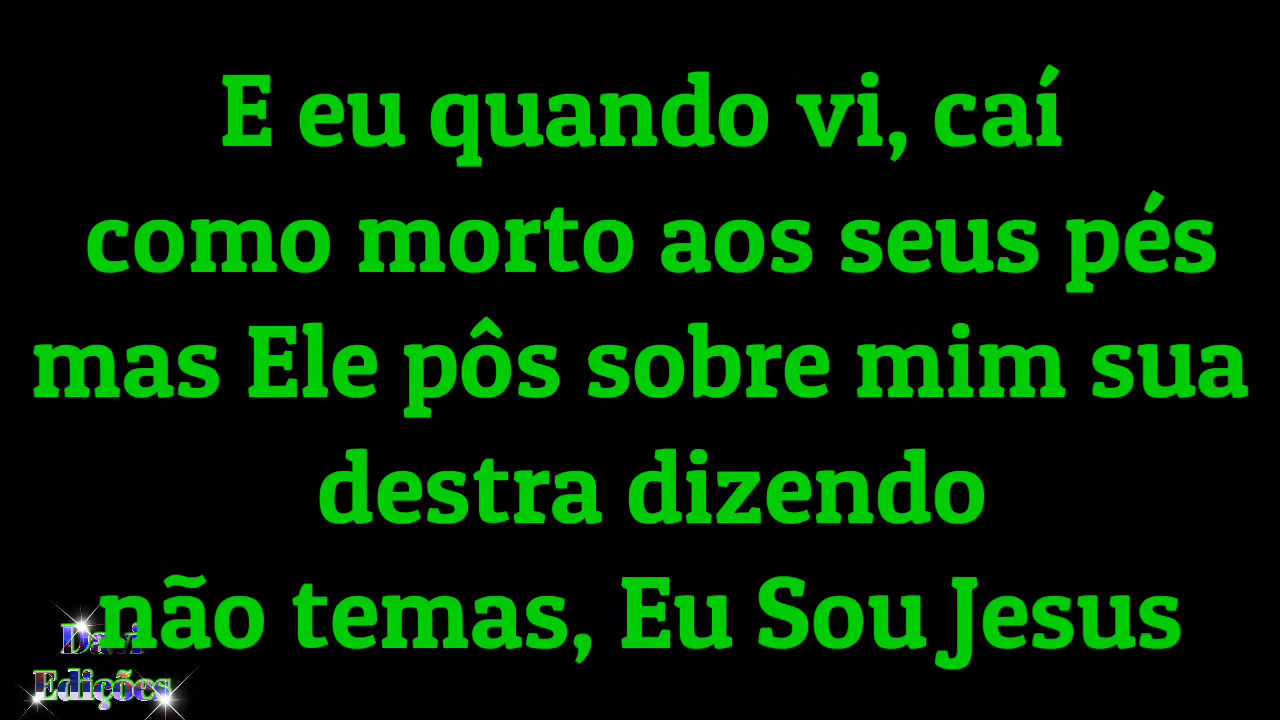 E eu quando vi, caí
como morto aos seus pés
mas Ele pôs sobre mim sua
destra dizendo
não temas, Eu Sou Jesus
Davi
Edições